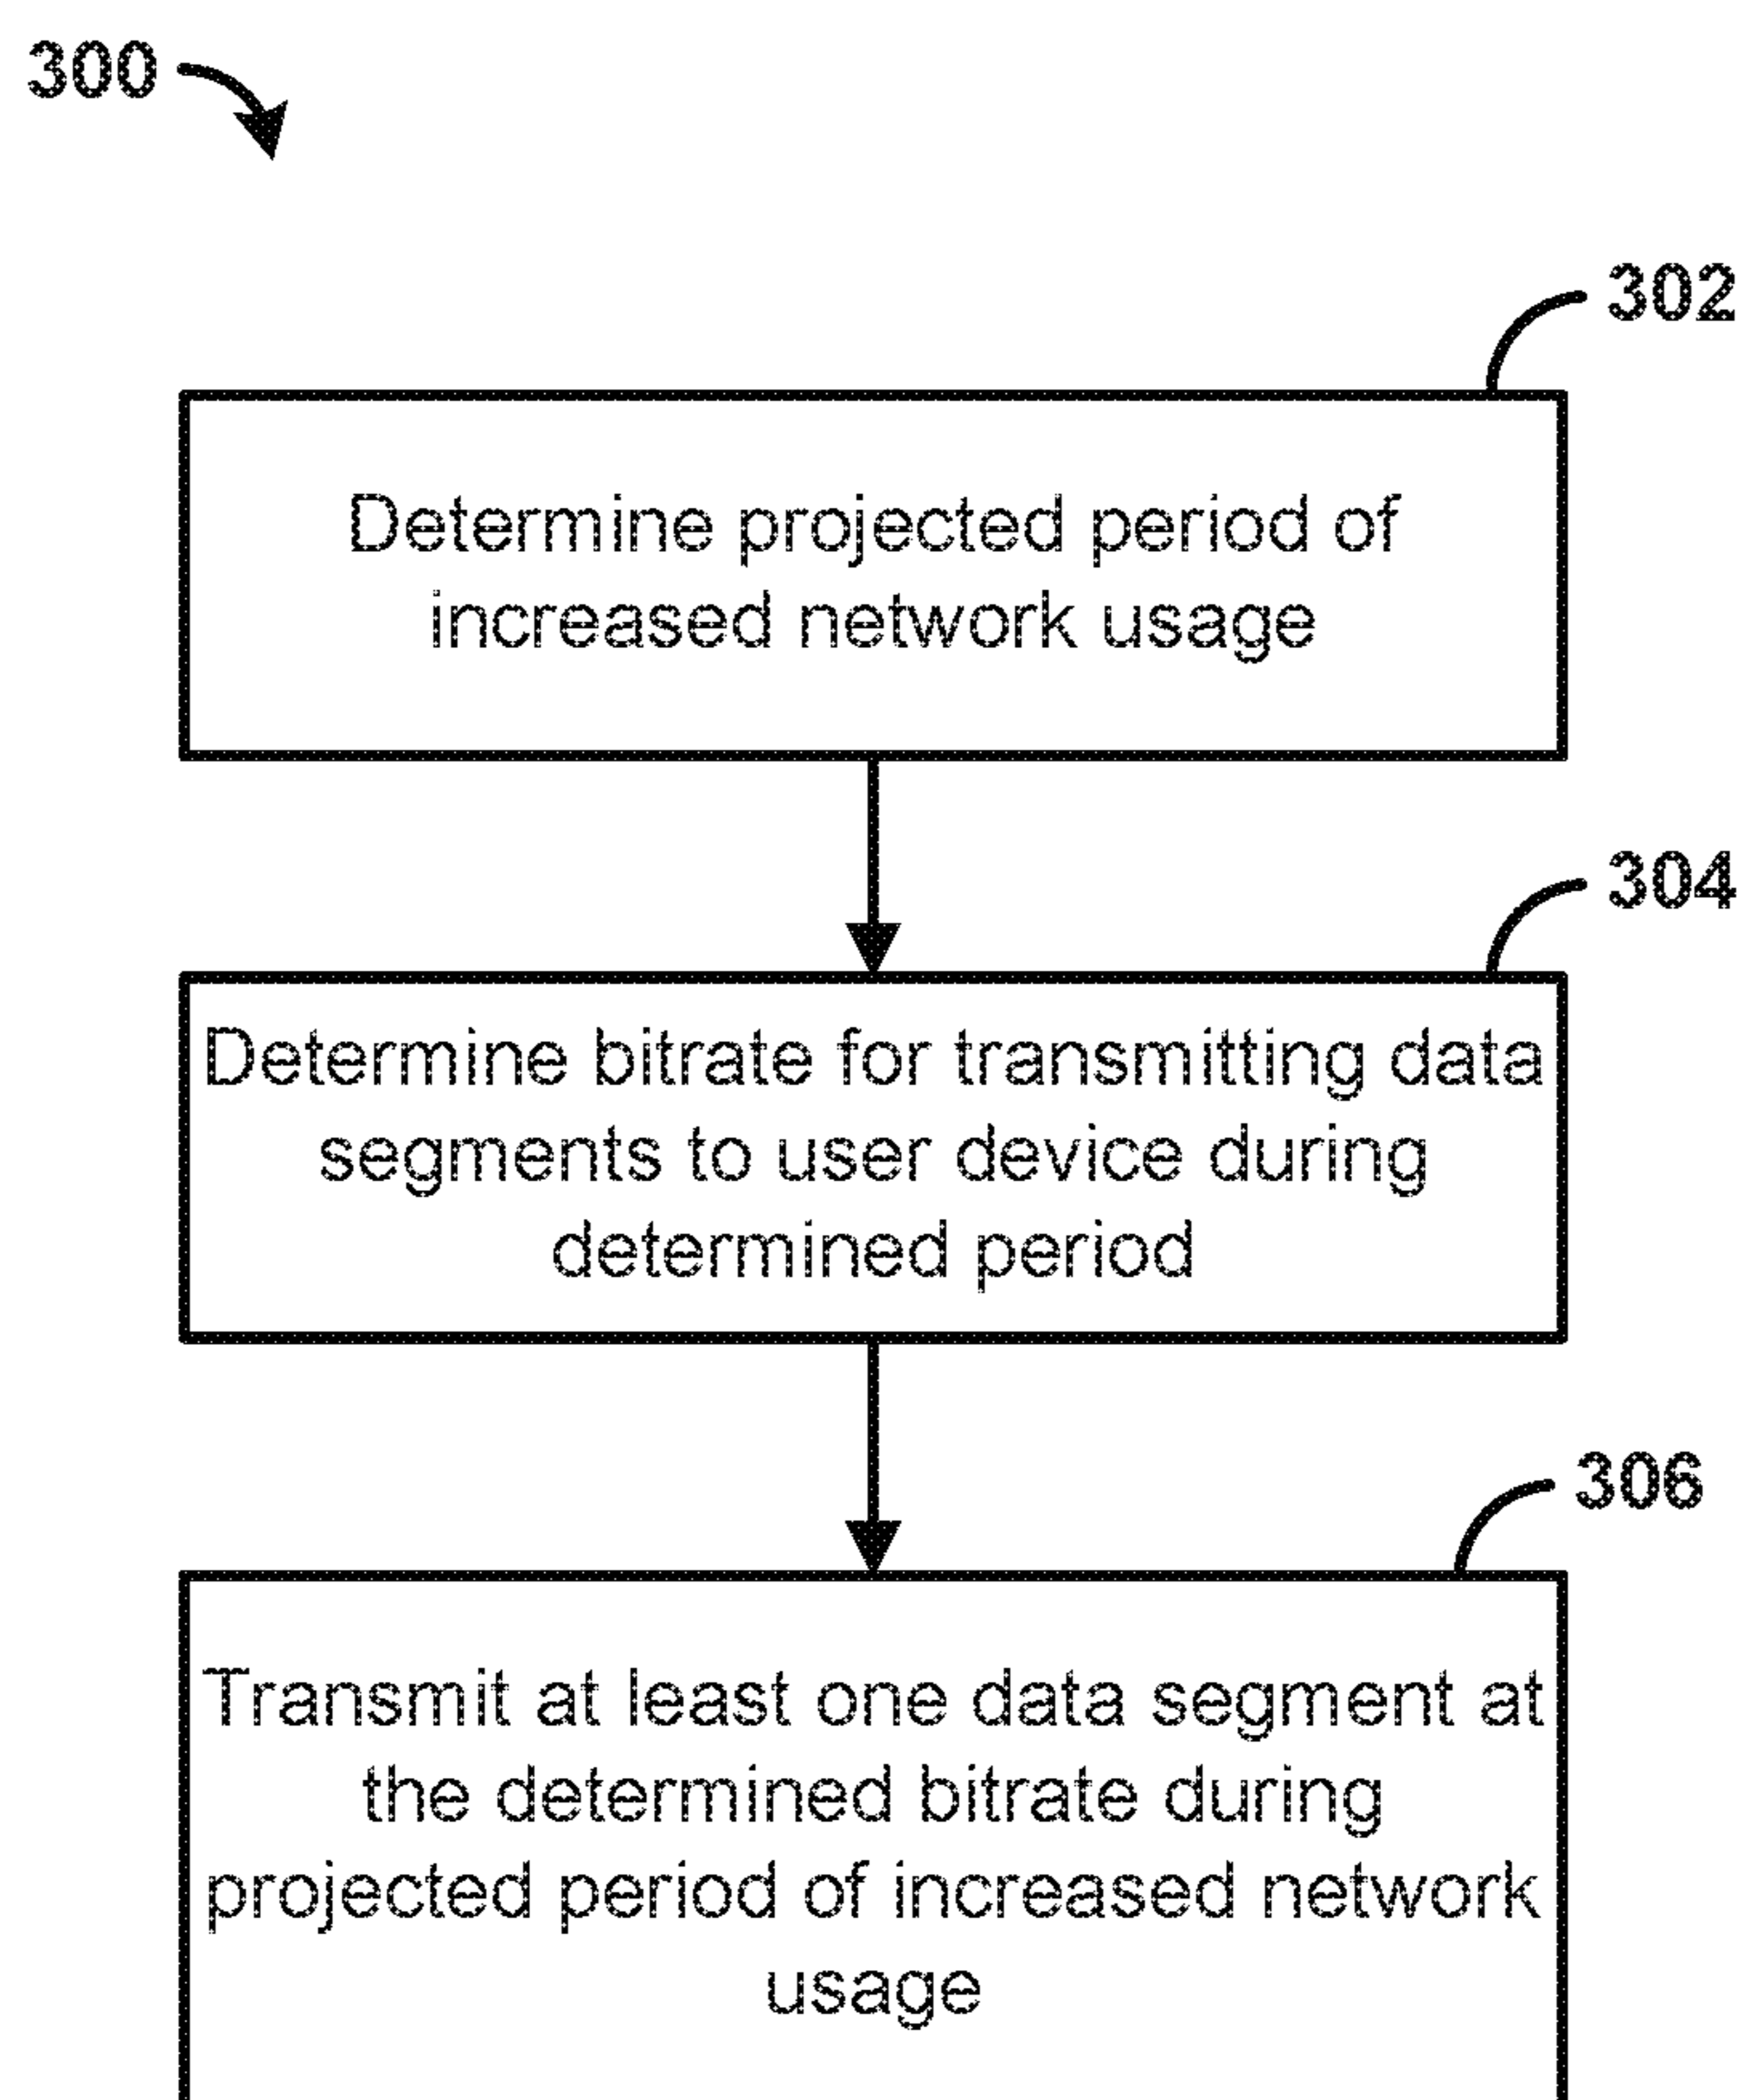 300
302
Determine projected period of
increased network usage
304
Determine bitrate for transmitting data
segments to user device during
determined period
306
Transmit at least one data segment at
the determined bitrate during
projected period of increased network
usage